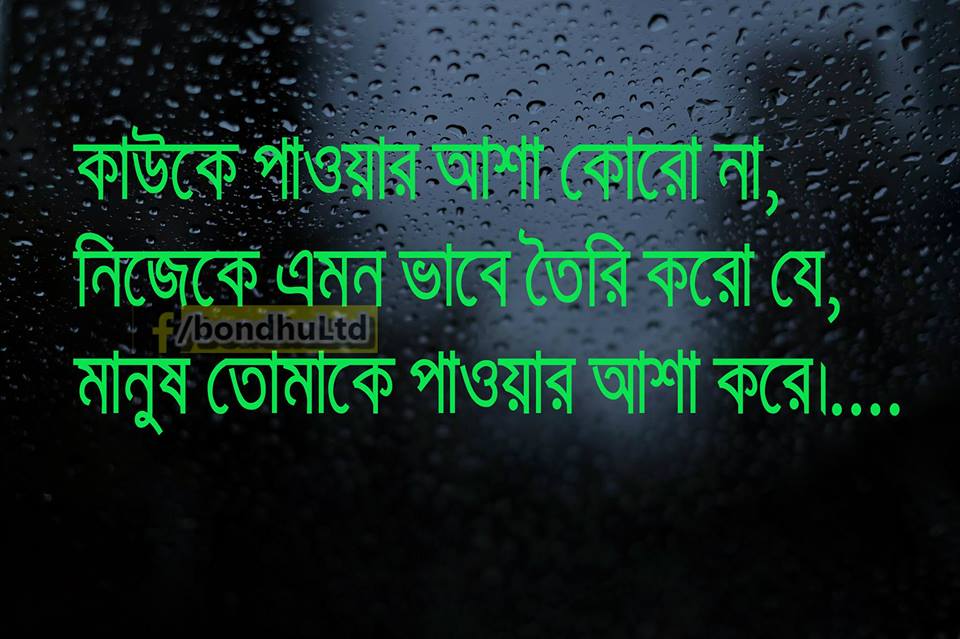 কাউকে পাওয়ার আশা কোরো না,
নিজেকে এমন ভাবে তৈরি করো যে,
f/bondhuLtd
মানুষ তোমাকে পাওয়ার আশা করে।....